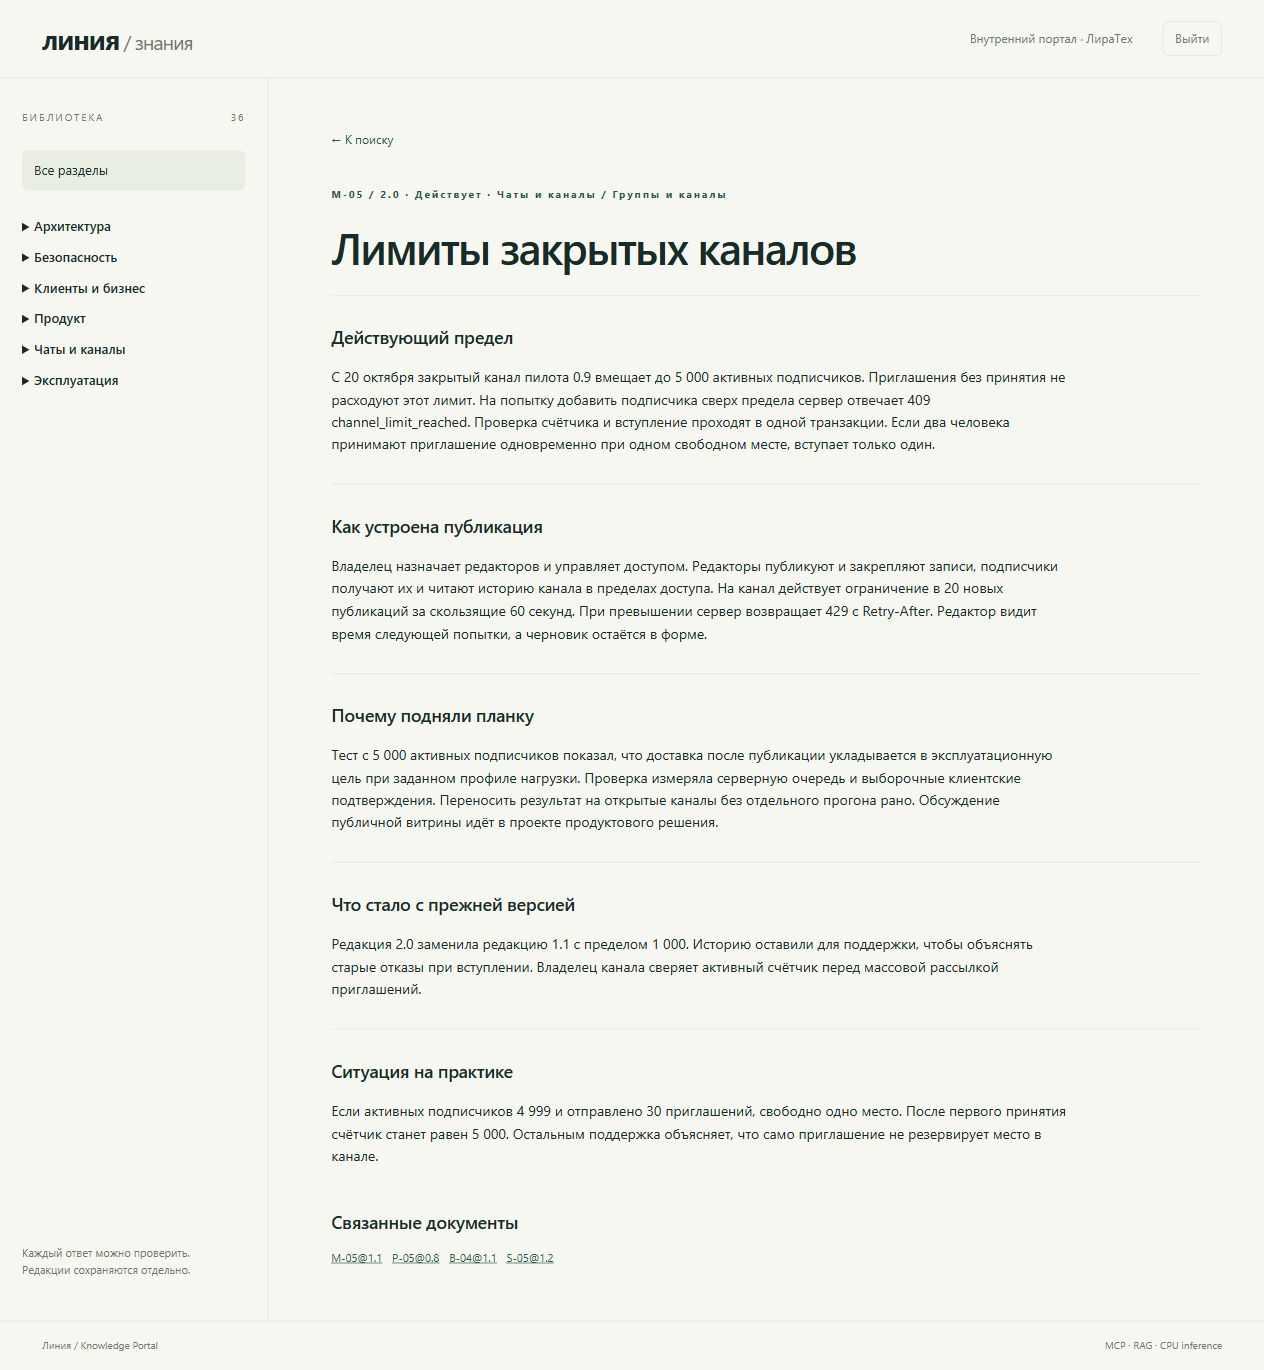 ЛИНИЯ / знания
Внутренний портал · ЛираТех
Выйти
БИБЛИОТЕКА
36
Все разделы
▶ Архитектура
▶ Безопасность
▶ Клиенты и бизнес
▶ Продукт
▶ Чаты и каналы
▶ Эксплуатация
Каждый ответ можно проверить.
Редакции сохраняются отдельно.
← К поиску
M-05 / 2.0 · Действует · Чаты и каналы / Группы и каналы
Лимиты закрытых каналов
Действующий предел
С 20 октября закрытый канал пилота 0.9 вмещает до 5 000 активных подписчиков. Приглашения без принятия не
расходуют этот лимит. На попытку добавить подписчика сверх предела сервер отвечает 409
channel_limit_reached. Проверка счётчика и вступление проходят в одной транзакции. Если два человека
принимают приглашение одновременно при одном свободном месте, вступает только один.
Как устроена публикация
Владелец назначает редакторов и управляет доступом. Редакторы публикуют и закрепляют записи, подписчики
получают их и читают историю канала в пределах доступа. На канал действует ограничение в 20 новых
публикаций за скользящие 60 секунд. При превышении сервер возвращает 429 с Retry-After. Редактор видит
время следующей попытки, а черновик остаётся в форме.
Почему подняли планку
Тест с 5 000 активных подписчиков показал, что доставка после публикации укладывается в эксплуатационную
цель при заданном профиле нагрузки. Проверка измеряла серверную очередь и выборочные клиентские
подтверждения. Переносить результат на открытые каналы без отдельного прогона рано. Обсуждение
публичной витрины идёт в проекте продуктового решения.
Что стало с прежней версией
Редакция 2.0 заменила редакцию 1.1 с пределом 1 000. Историю оставили для поддержки, чтобы объяснять
старые отказы при вступлении. Владелец канала сверяет активный счётчик перед массовой рассылкой
приглашений.
Ситуация на практике
Если активных подписчиков 4 999 и отправлено 30 приглашений, свободно одно место. После первого принятия
счётчик станет равен 5 000. Остальным поддержка объясняет, что само приглашение не резервирует место в
канале.
Связанные документы
M-05@1.1 P-05@0.8 B-04@1.1 S-05@1.2
Линия / Knowledge Portal
MCP · RAG · CPU inference